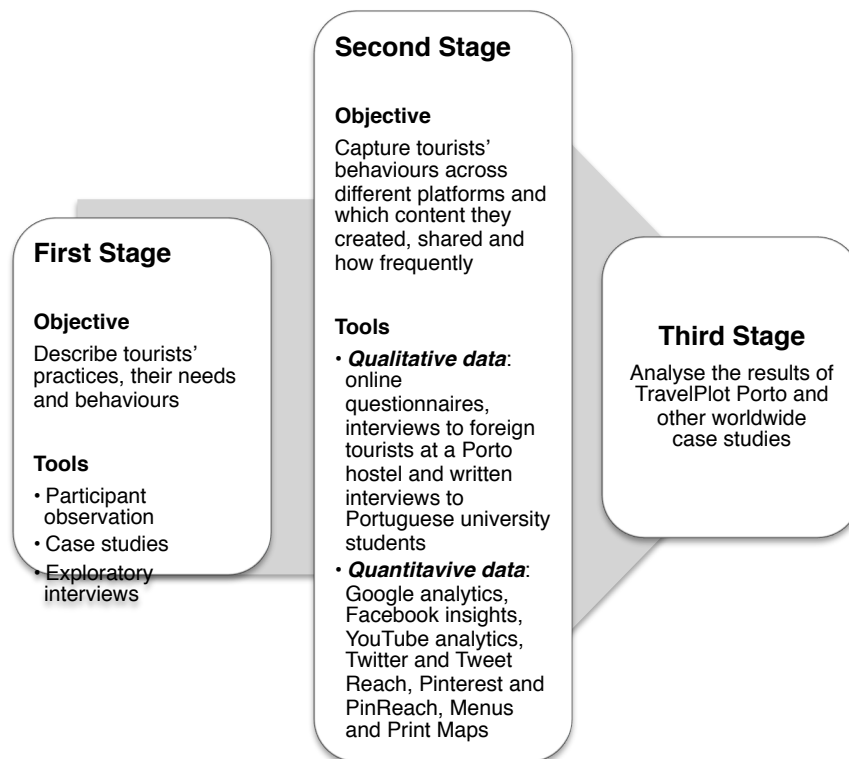 First Stage
Objective
Describe tourists'
practices, their needs
and behaviours
Tools
• Participant
observation
• Case studies
• Exploratory
interviews
Second Stage
Objective
Capture tourists'
behaviours across
different platforms and
which content they
created, shared and
how frequently
Tools
• Qualitative data:
online
questionnaires,
interviews to foreign
tourists at a Porto
hostel and written
interviews to
Portuguese university
students
• Quantitavive data:
Google analytics,
Facebook insights,
YouTube analytics,
Twitter and Tweet
Reach, Pinterest and
PinReach, Menus
and Print Maps
Third Stage
Analyse the results of
TravelPlot Porto and
other worldwide
case studies